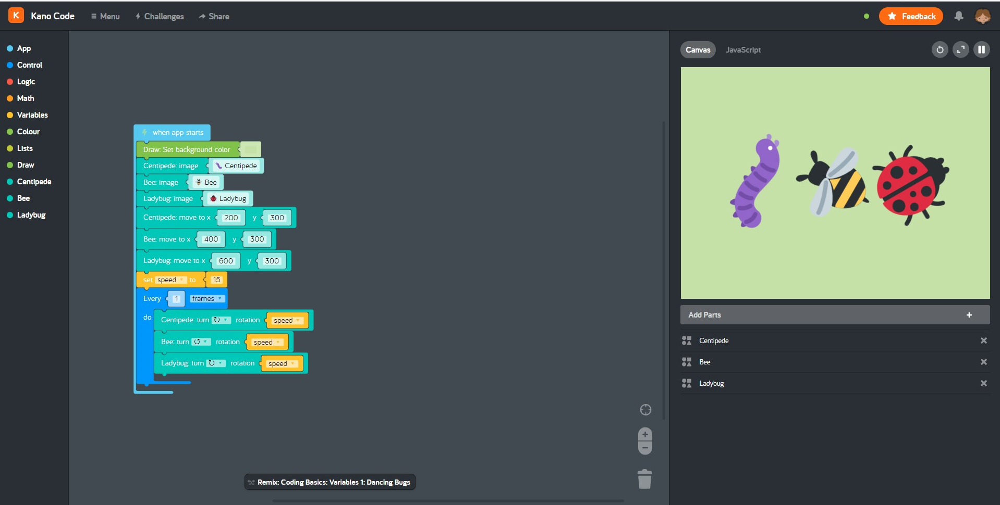 K Kano Code Menu Challenges Share Feedback
App
Control
Logic
Math
Variables
Colour
Lists
Draw
Centipede
Bee
Ladybug
when app starts
Draw: Set background color
Centipede: image Centipede
Bee: image Bee
Ladybug: image Ladybug
Centipede: move to x 200 y 300
Bee: move to x 400 y 300
Ladybug: move to x 600 y 300
set speed to 15
Every 1 frames
do
Centipede: turn rotation speed
Bee: turn rotation speed
Ladybug: turn rotation speed
Remix: Coding Basics: Variables 1: Dancing Bugs
Canvas JavaScript
Add Parts +
Centipede
Bee
Ladybug